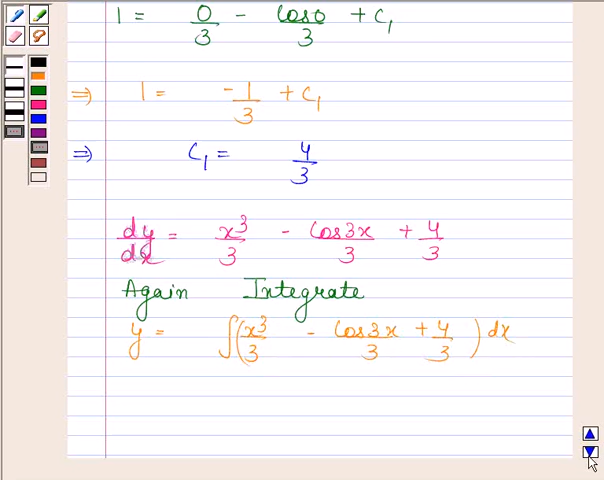 1 = 0/3 - cos0/3 + C₁
⇒ 1 = -1/3 + C₁
⇒ C₁ = 4/3
dy/dx = x³/3 - cos3x/3 + 4/3
Again Integrate
y = ∫(x³/3 - cos3x/3 + 4/3) dx